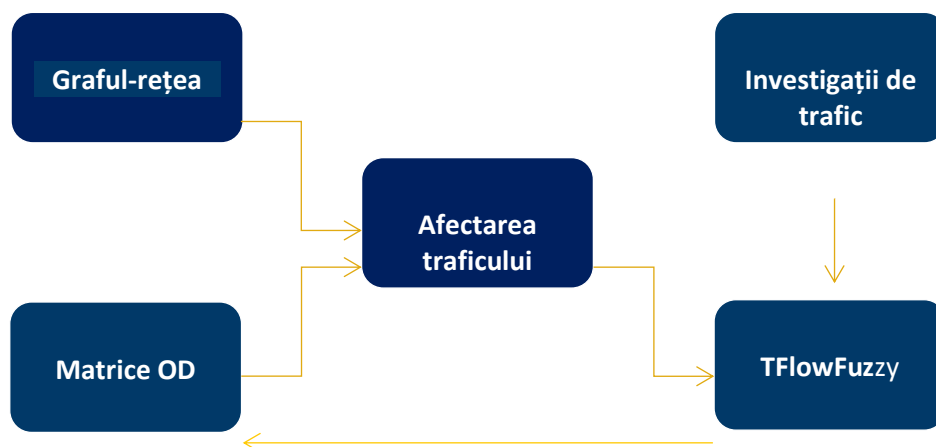 Graful-rețea
Investigații de
trafic
Afectarea
traficului
Matrice OD
TFlowFuzzy